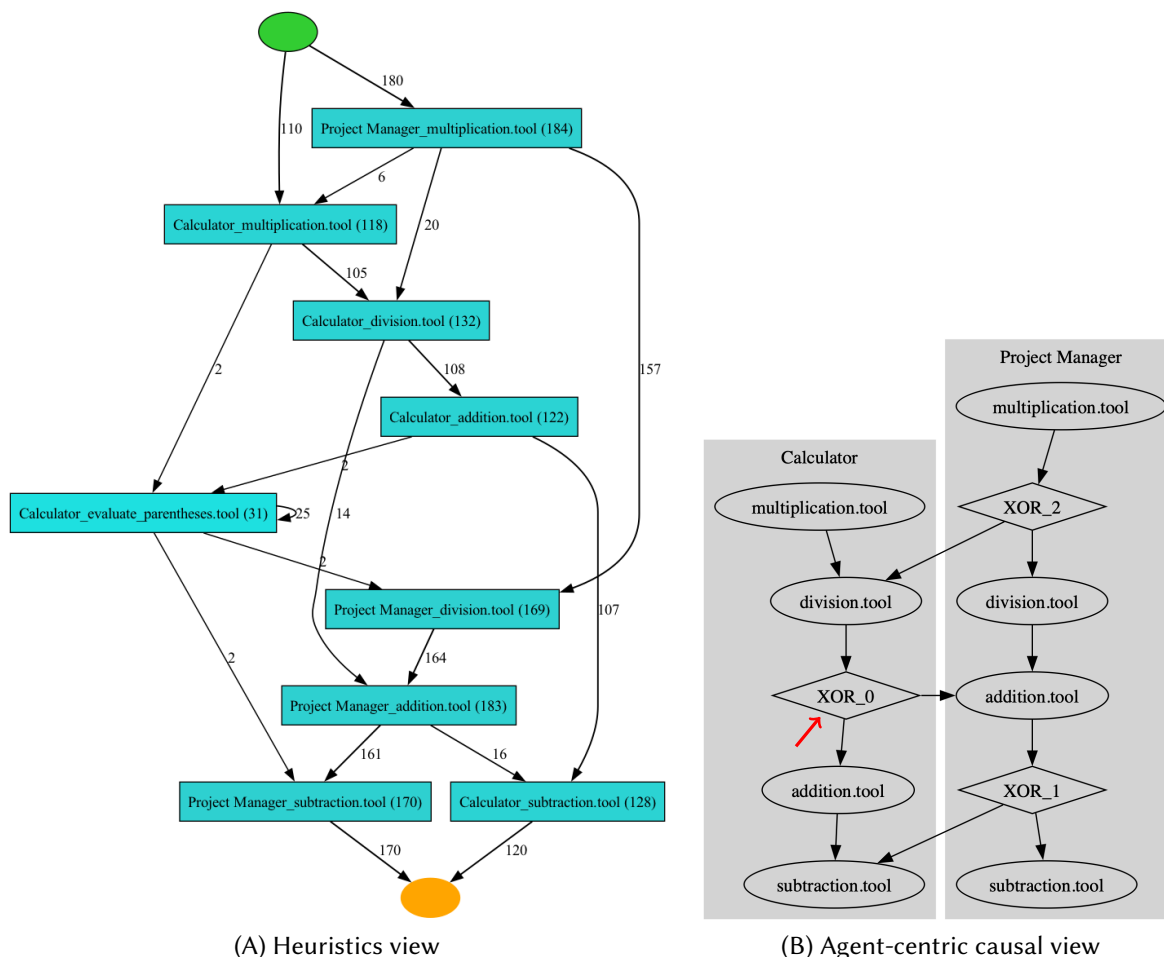 180
110
Project Manager_multiplication.tool (184)
6
20
157
Calculator_multiplication.tool (118)
105
2
Calculator_division.tool (132)
108
14
Calculator_addition.tool (122)
2
107
Calculator_evaluate_parentheses.tool (31)
25
2
2
Project Manager_division.tool (169)
164
Project Manager_addition.tool (183)
161
16
Project Manager_subtraction.tool (170)
Calculator_subtraction.tool (128)
170
120
(A) Heuristics view
Project Manager
multiplication.tool
XOR_2
division.tool
addition.tool
XOR_1
subtraction.tool
Calculator
multiplication.tool
division.tool
XOR_0
addition.tool
subtraction.tool
(B) Agent-centric causal view